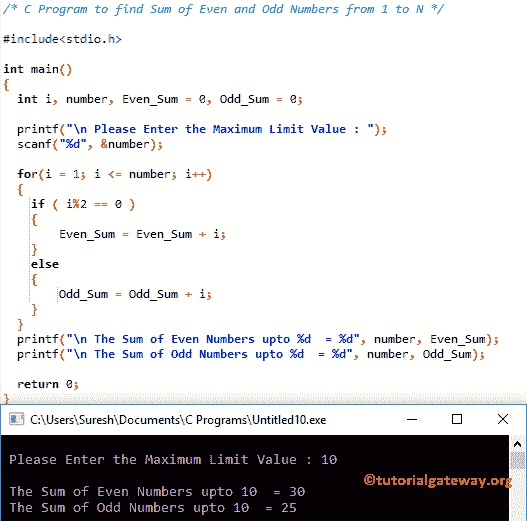 /* C Program to find Sum of Even and Odd Numbers from 1 to N */
#include<stdio.h>
int main()
{
int i, number, Even_Sum = 0, Odd_Sum = 0;
printf("\n Please Enter the Maximum Limit Value : ");
scanf("%d", &number);
for(i = 1; i <= number; i++)
{
if ( i%2 == 0 )
{
Even_Sum = Even_Sum + i;
}
else
{
Odd_Sum = Odd_Sum + i;
}
}
printf("\n The Sum of Even Numbers upto %d  = %d", number, Even_Sum);
printf("\n The Sum of Odd Numbers upto %d  = %d", number, Odd_Sum);
return 0;
}
C:\Users\Suresh\Documents\C Programs\Untitled10.exe
Please Enter the Maximum Limit Value : 10
©tutorialgateway.org
The Sum of Even Numbers upto 10  = 30
The Sum of Odd Numbers upto 10  = 25